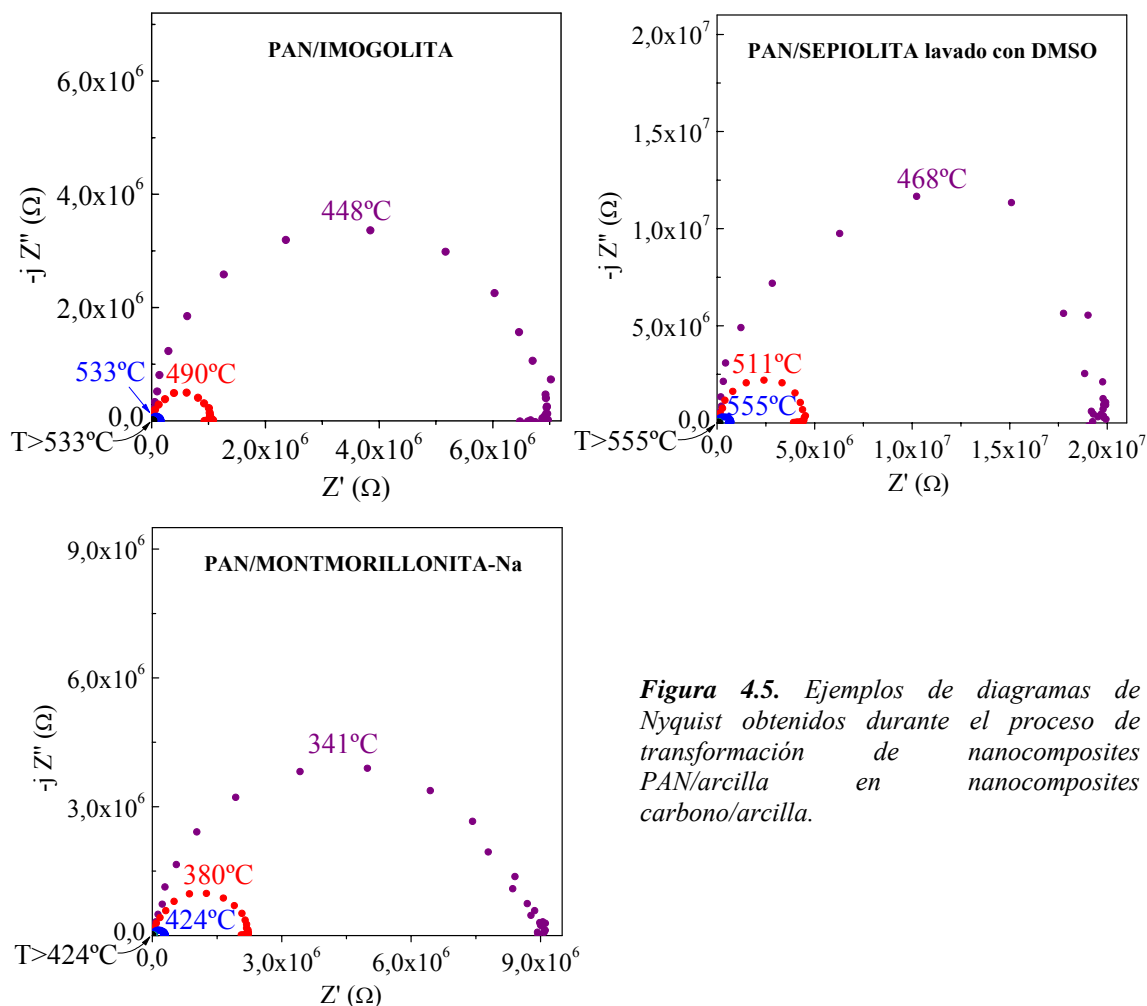 PAN/IMOGOLITA
6,0x10⁶
4,0x10⁶
2,0x10⁶
0,0
-j Z'' (Ω)
448ºC
533ºC
490ºC
T>533ºC
0,0 2,0x10⁶ 4,0x10⁶ 6,0x10⁶
Z' (Ω)
PAN/SEPIOLITA lavado con DMSO
2,0x10⁷
1,5x10⁷
1,0x10⁷
5,0x10⁶
0,0
-j Z'' (Ω)
468ºC
511ºC
555ºC
T>555ºC
0,0 5,0x10⁶ 1,0x10⁷ 1,5x10⁷ 2,0x10⁷
Z' (Ω)
PAN/MONTMORILLONITA-Na
9,0x10⁶
6,0x10⁶
3,0x10⁶
0,0
-j Z'' (Ω)
341ºC
380ºC
424ºC
T>424ºC
0,0 3,0x10⁶ 6,0x10⁶ 9,0x10⁶
Z' (Ω)
Figura 4.5. Ejemplos de diagramas de
Nyquist obtenidos durante el proceso de
transformación de nanocomposites
PAN/arcilla en nanocomposites
carbono/arcilla.